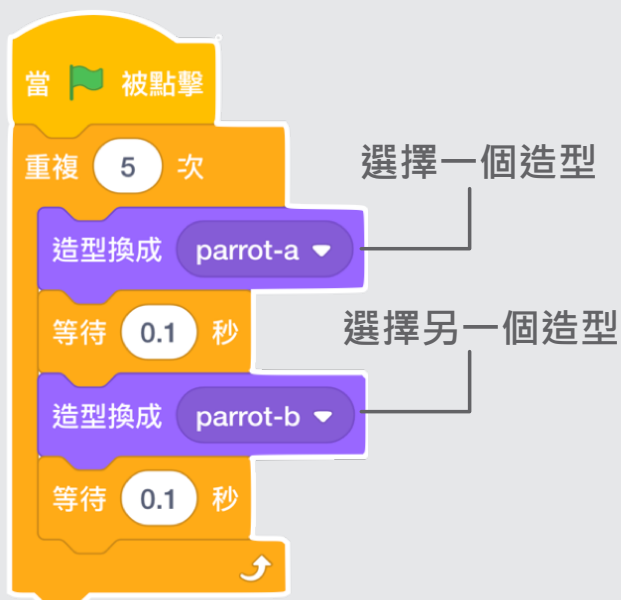 當 被點擊
重複 5 次
選擇一個造型
造型換成 parrot-a
等待 0.1 秒
選擇另一個造型
造型換成 parrot-b
等待 0.1 秒